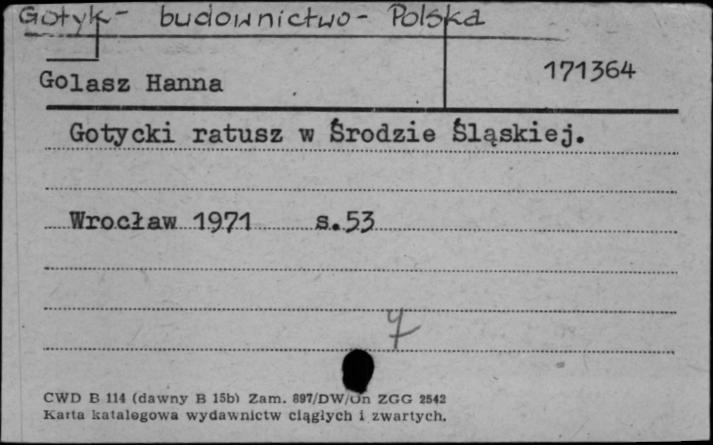 Gotyk - budownictwo - Polska
Golasz Hanna
171364
Gotycki ratusz w Środzie Śląskiej.
Wrocław 1971 s.53
CWD B 114 (dawny B 15b) Zam. 897/DW/Un ZGG 2542
Karta katalogowa wydawnictw ciągłych i zwartych.